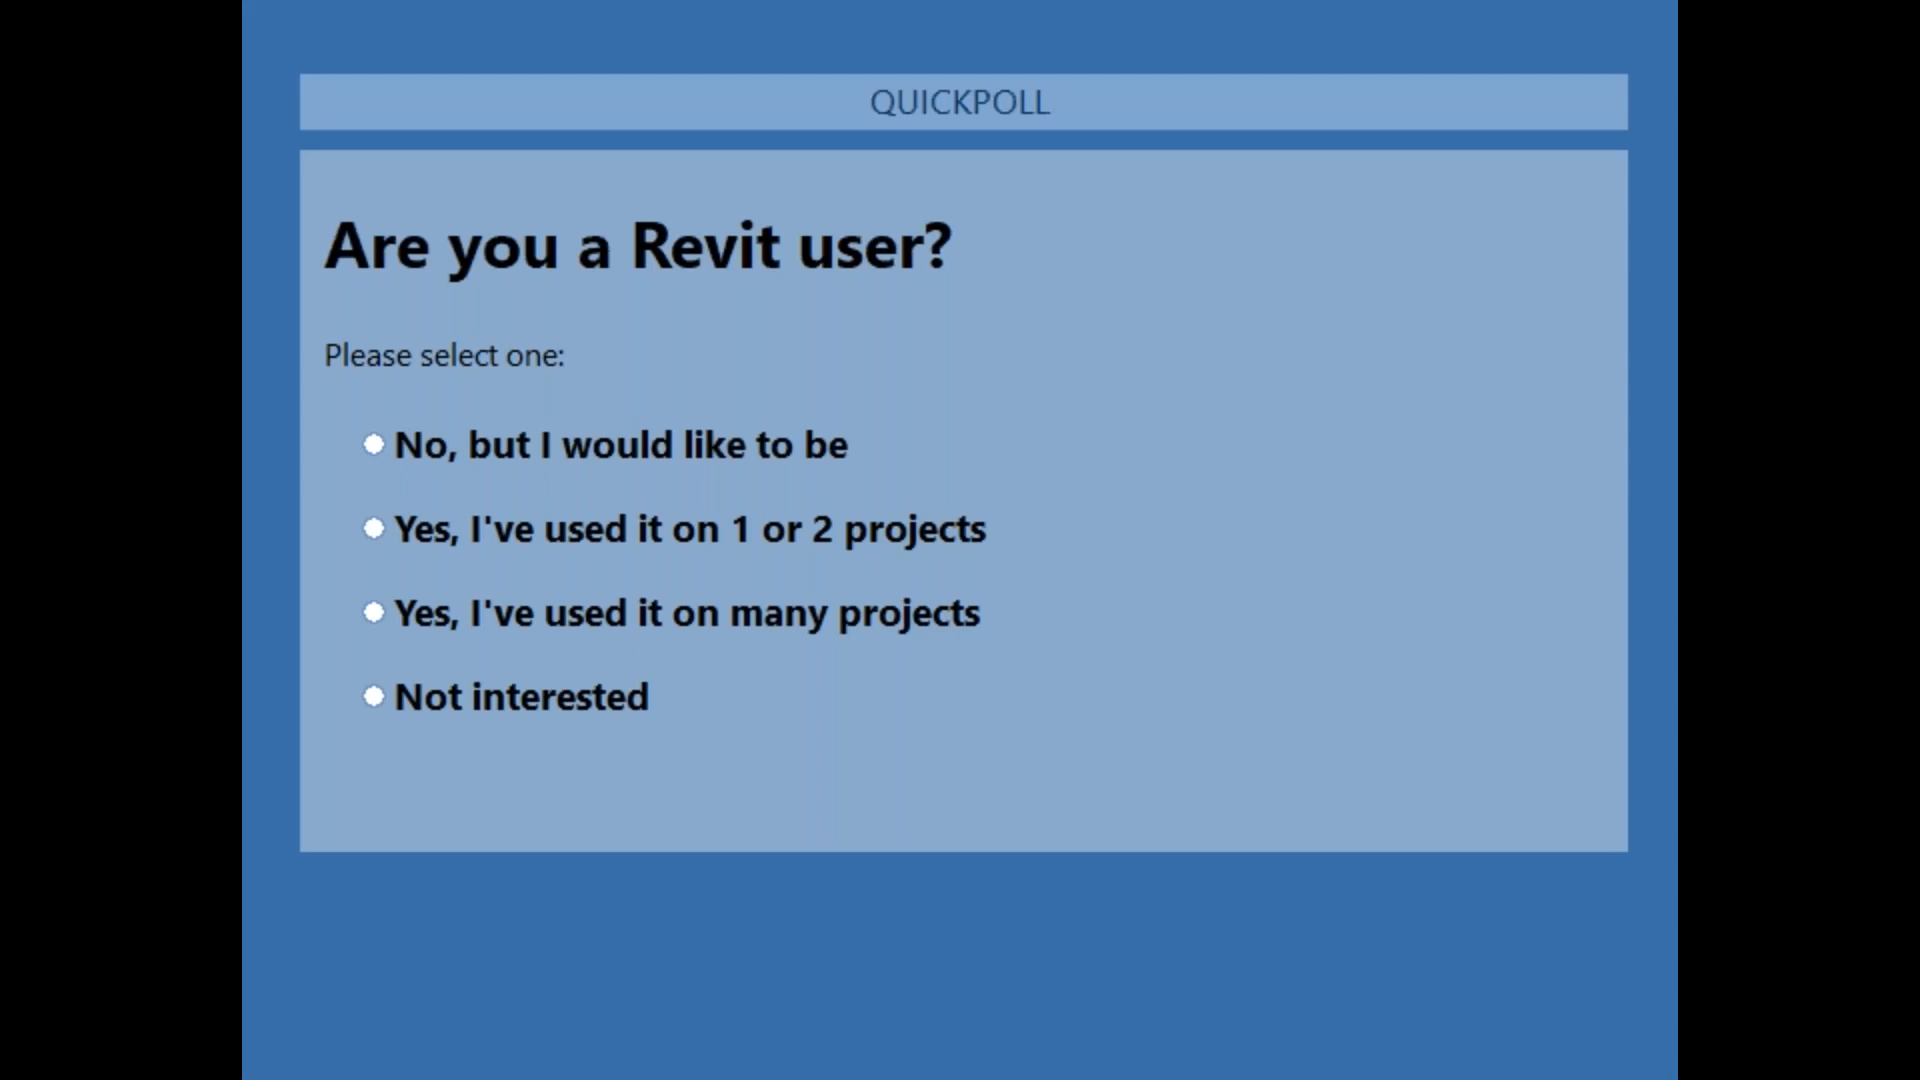 QUICKPOLL
Are you a Revit user?
Please select one:
No, but I would like to be
Yes, I've used it on 1 or 2 projects
Yes, I've used it on many projects
Not interested